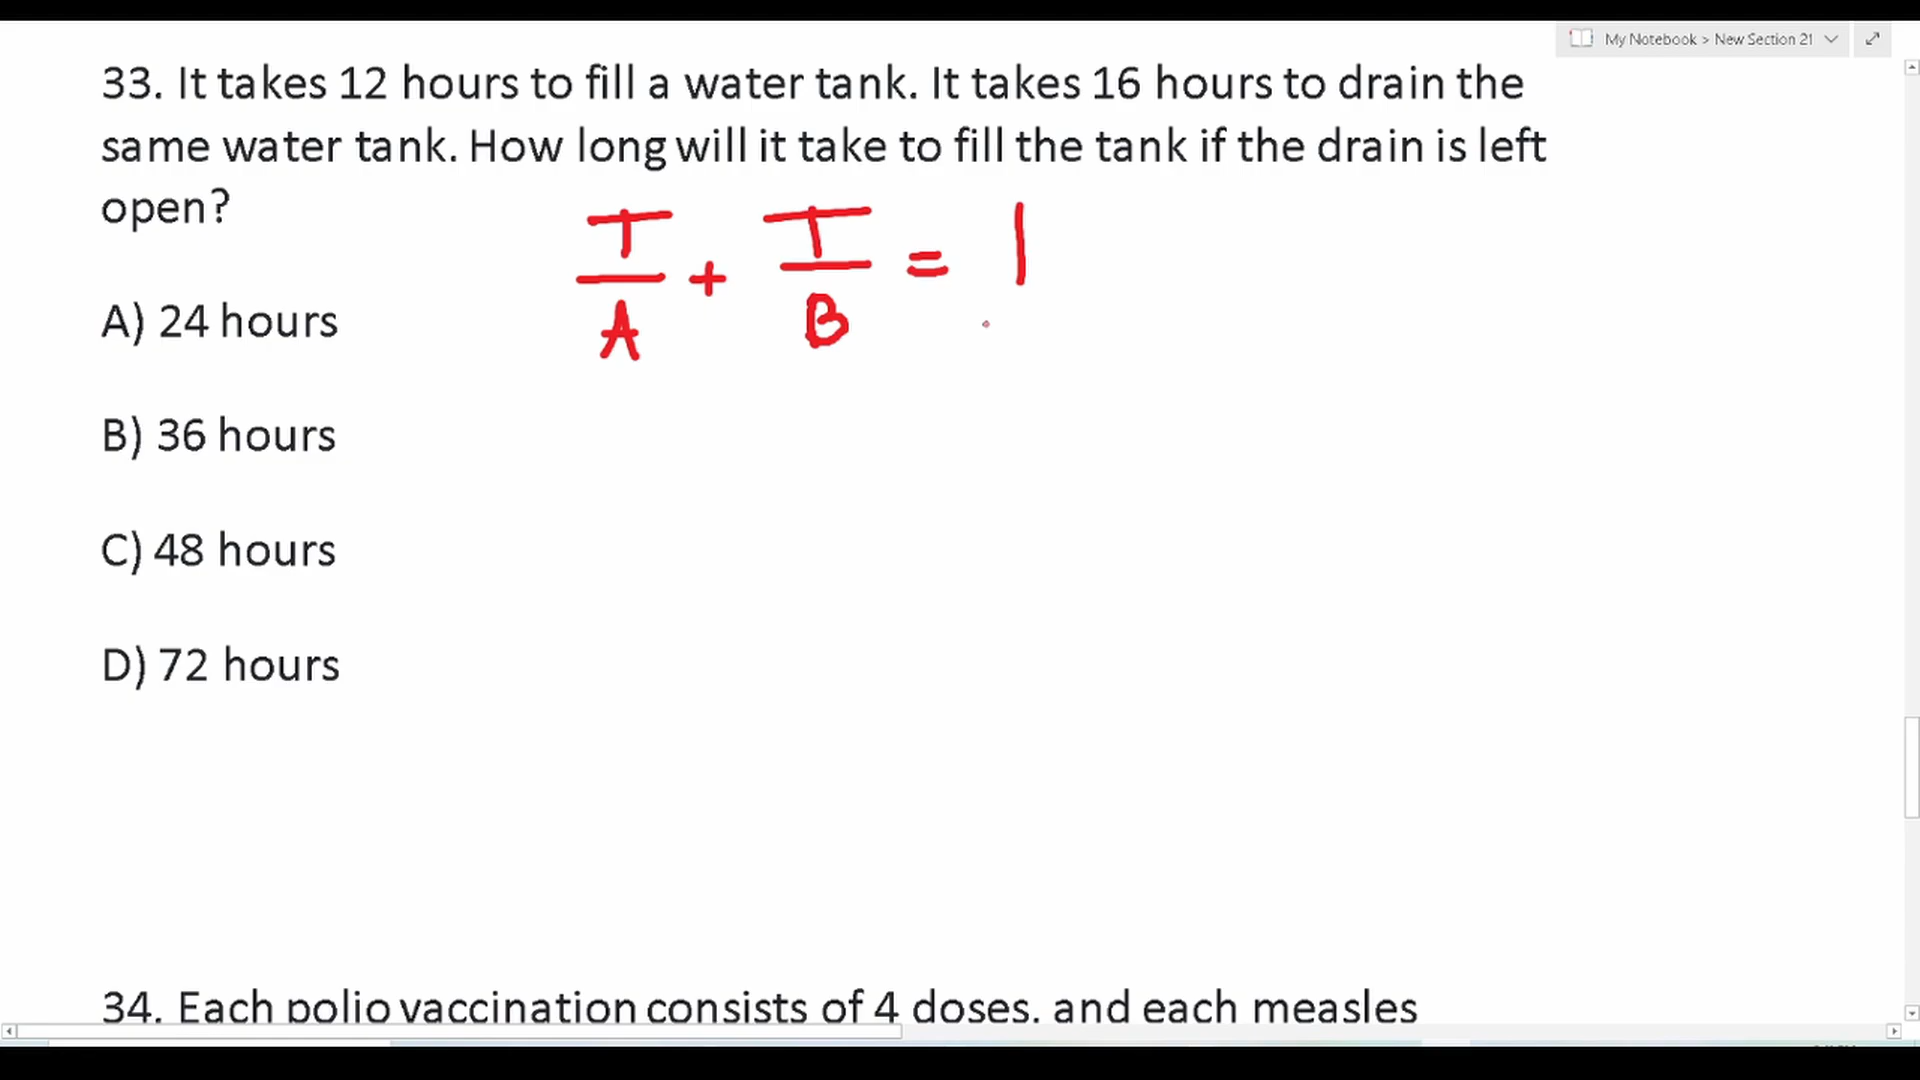 My Notebook > New Section 21
33. It takes 12 hours to fill a water tank. It takes 16 hours to drain the
same water tank. How long will it take to fill the tank if the drain is left
open?
T/A + T/B = 1
A) 24 hours
B) 36 hours
C) 48 hours
D) 72 hours
34. Each polio vaccination consists of 4 doses. and each measles